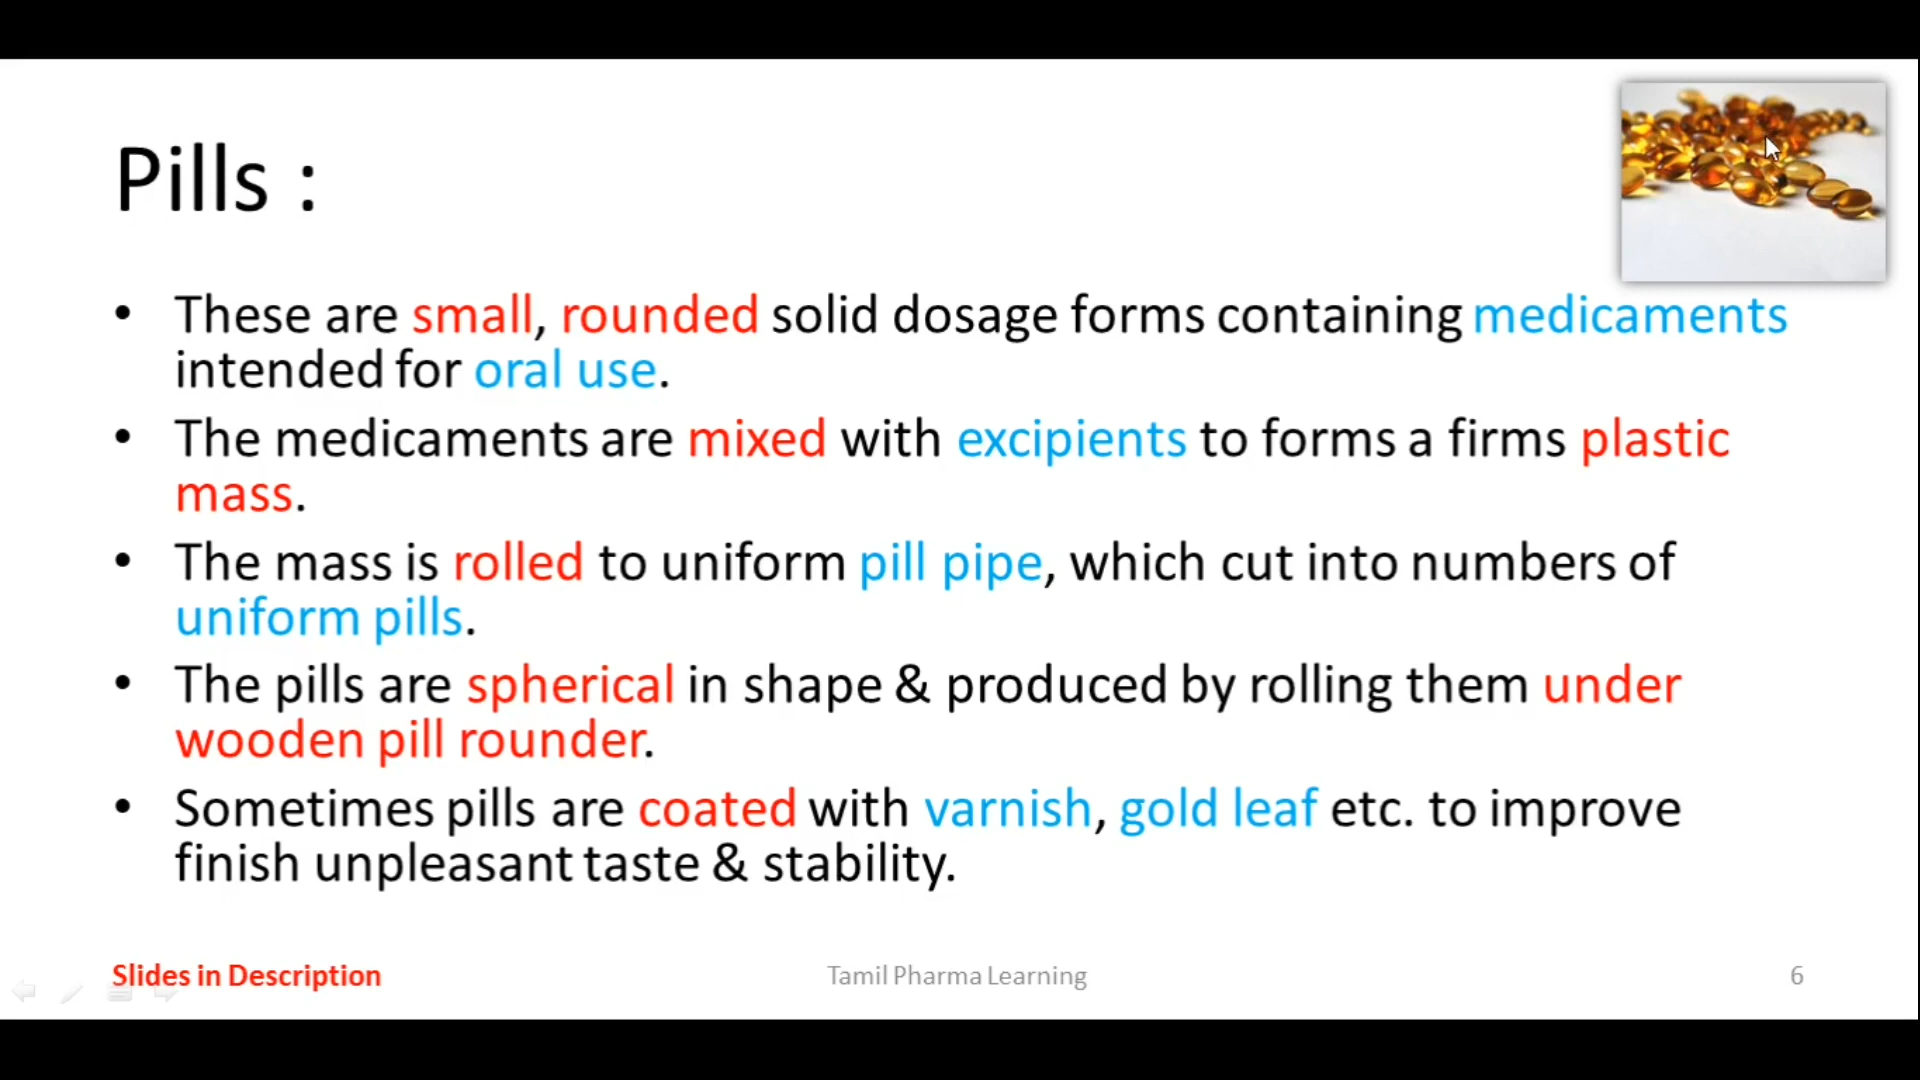 Pills :
• These are small, rounded solid dosage forms containing medicaments
intended for oral use.
• The medicaments are mixed with excipients to forms a firms plastic
mass.
• The mass is rolled to uniform pill pipe, which cut into numbers of
uniform pills.
• The pills are spherical in shape & produced by rolling them under
wooden pill rounder.
• Sometimes pills are coated with varnish, gold leaf etc. to improve
finish unpleasant taste & stability.
Slides in Description
Tamil Pharma Learning
6